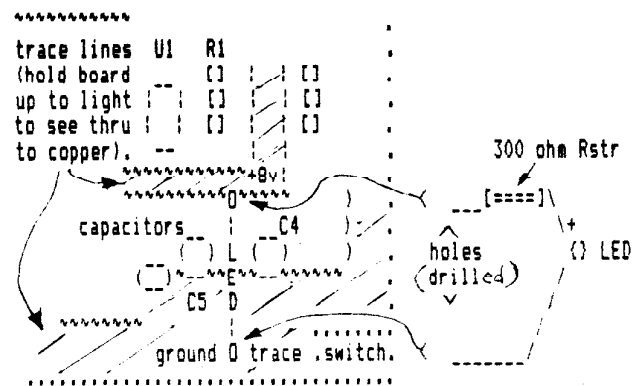 trace lines U1 R1
(hold board
up to light
to see thru
to copper).
+8v
300 ohm Rstr
capacitors C4
+
L holes {} LED
E (drilled)
C5 D
ground O trace .switch.